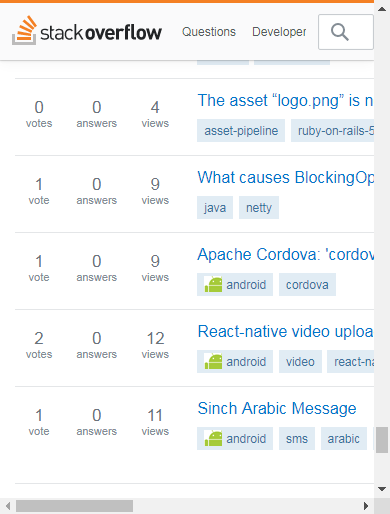 stackoverflow Questions Developer
0 0 4 The asset “logo.png” is n
votes answers views asset-pipeline ruby-on-rails-5
1 0 9 What causes BlockingOp
vote answers views java netty
1 0 9 Apache Cordova: 'cordov
vote answers views android cordova
2 0 12 React-native video uploa
votes answers views android video react-na
1 0 11 Sinch Arabic Message
vote answers views android sms arabic